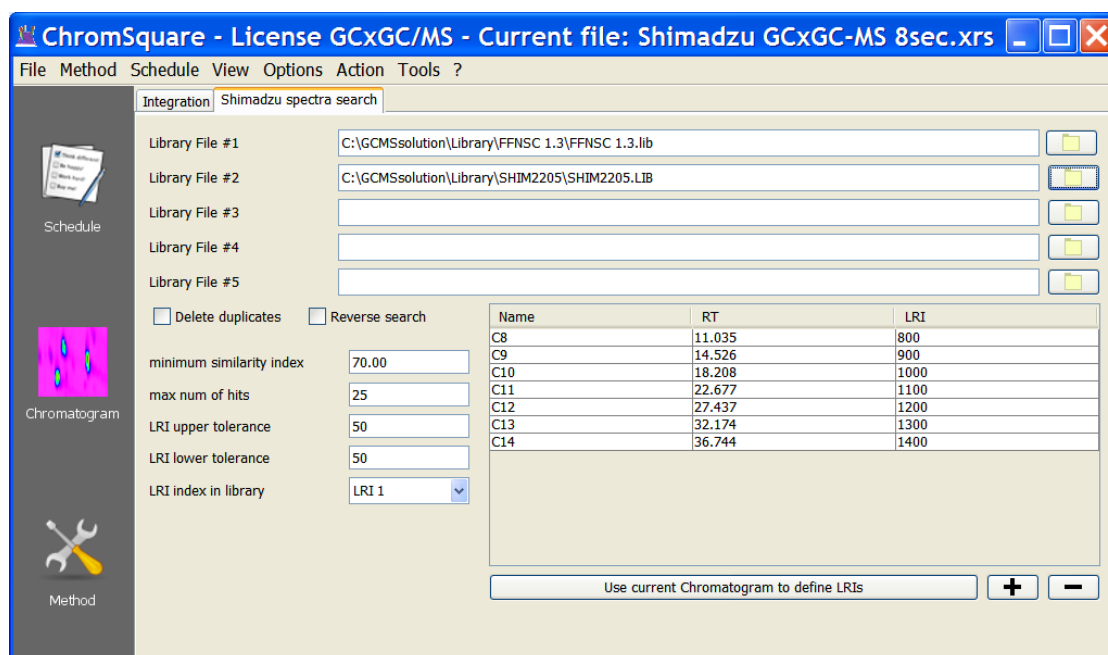 ChromSquare - License GCxGC/MS - Current file: Shimadzu GCxGC-MS 8sec.xrs
File Method Schedule View Options Action Tools ?
Integration Shimadzu spectra search
Library File #1 C:\GCMSsolution\Library\FFNSC 1.3\FFNSC 1.3.lib
Library File #2 C:\GCMSsolution\Library\SHIM2205\SHIM2205.LIB
Library File #3
Library File #4
Library File #5
Schedule
Delete duplicates Reverse search
minimum similarity index 70.00
max num of hits 25
LRI upper tolerance 50
LRI lower tolerance 50
LRI index in library LRI 1
Name RT LRI
C8 11.035 800
C9 14.526 900
C10 18.208 1000
C11 22.677 1100
C12 27.437 1200
C13 32.174 1300
C14 36.744 1400
Chromatogram
Use current Chromatogram to define LRIs + -
Method